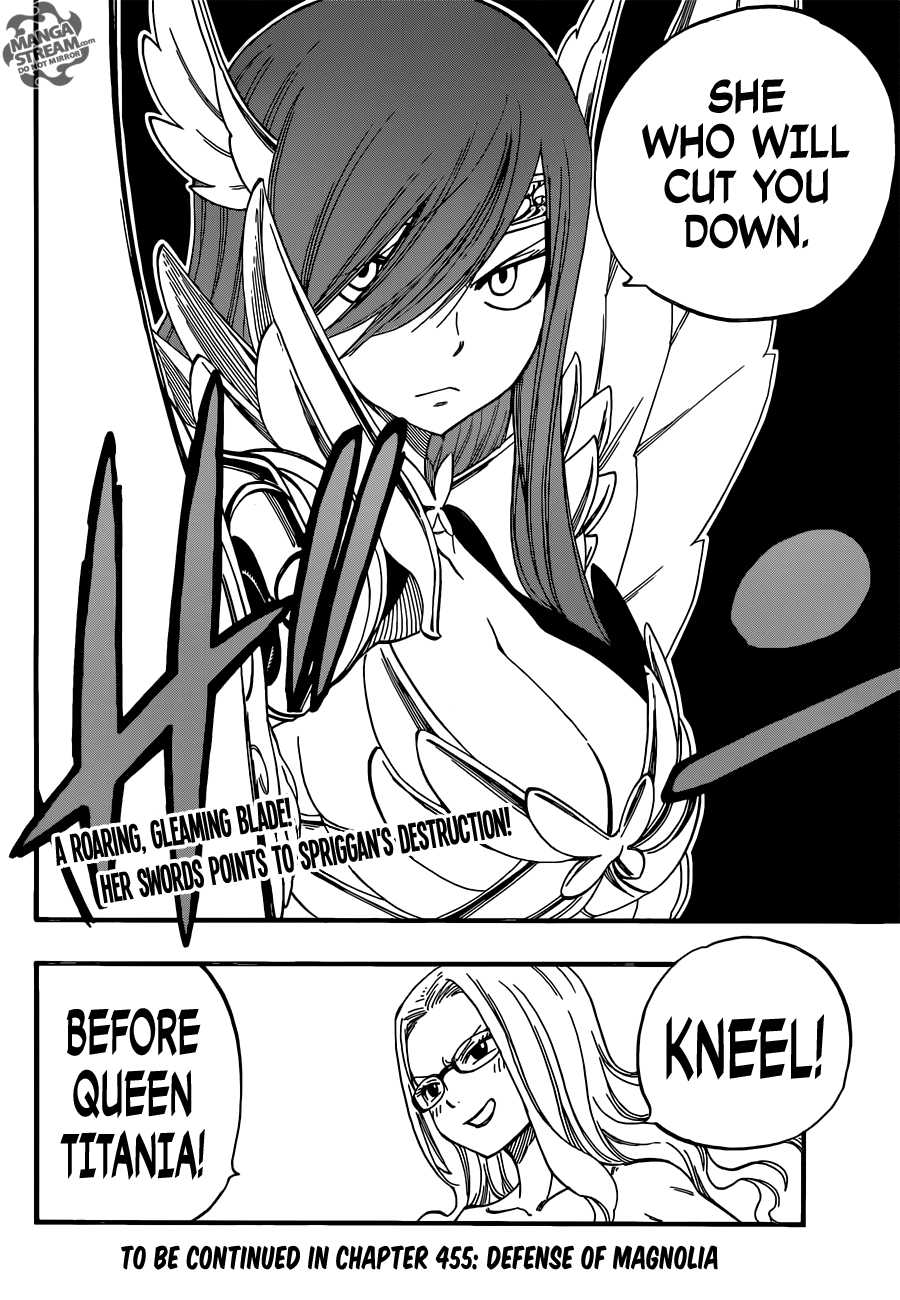 MANGA
STREAM.com
DO NOT MIRROR!
SHE
WHO WILL
CUT YOU
DOWN.
A ROARING, GLEAMING BLADE!
HER SWORDS POINTS TO SPRIGGAN'S DESTRUCTION!
KNEEL!
BEFORE
QUEEN
TITANIA!
TO BE CONTINUED IN CHAPTER 455: DEFENSE OF MAGNOLIA